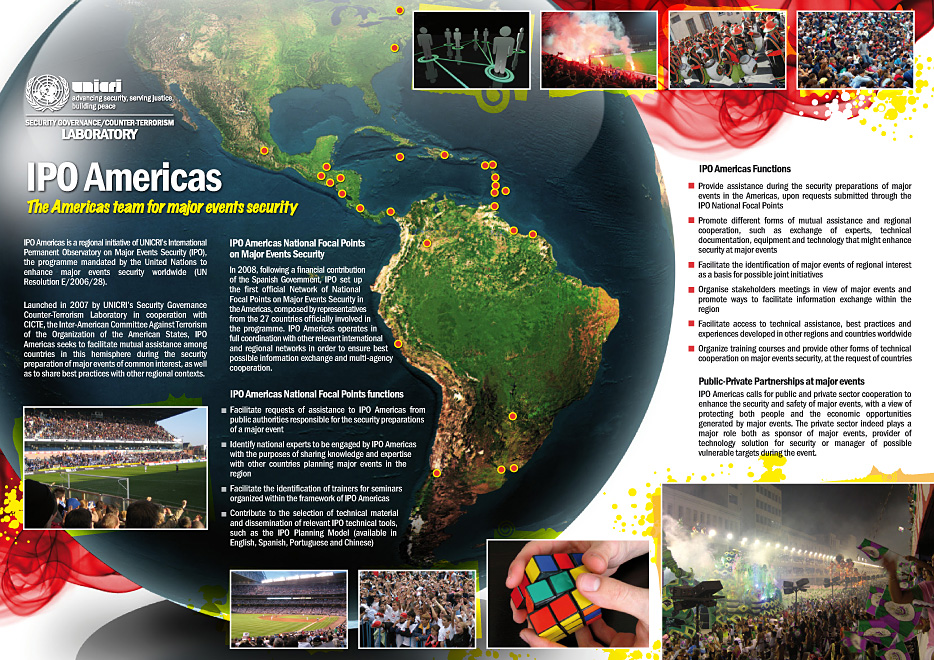 unicri
advancing security, serving justice,
building peace
SECURITY GOVERNANCE/COUNTER-TERRORISM
LABORATORY
IPO Americas
The Americas team for major events security
IPO Americas is a regional initiative of UNICRI's International
Permanent Observatory on Major Events Security (IPO),
the programme mandated by the United Nations to
enhance major events security worldwide (UN
Resolution E/2006/28).
Launched in 2007 by UNICRI's Security Governance
Counter-Terrorism Laboratory in cooperation with
CICTE, the Inter-American Committee Against Terrorism
of the Organization of the American States, IPO
Americas seeks to facilitate mutual assistance among
countries in this hemisphere during the security
preparation of major events of common interest, as well
as to share best practices with other regional contexts.
IPO Americas National Focal Points
on Major Events Security
In 2008, following a financial contribution
of the Spanish Government, IPO set up
the first official Network of National
Focal Points on Major Events Security in
the Americas, composed by representatives
from the 27 countries officially involved in
the programme. IPO Americas operates in
full coordination with other relevant international
and regional networks in order to ensure best
possible information exchange and multi-agency
cooperation.
IPO Americas National Focal Points functions
Facilitate requests of assistance to IPO Americas from
public authorities responsible for the security preparations
of a major event
Identify national experts to be engaged by IPO Americas
with the purposes of sharing knowledge and expertise
with other countries planning major events in the
region
Facilitate the identification of trainers for seminars
organized within the framework of IPO Americas
Contribute to the selection of technical material
and dissemination of relevant IPO technical tools,
such as the IPO Planning Model (available in
English, Spanish, Portuguese and Chinese)
IPO Americas Functions
Provide assistance during the security preparations of major
events in the Americas, upon requests submitted through the
IPO National Focal Points
Promote different forms of mutual assistance and regional
cooperation, such as exchange of experts, technical
documentation, equipment and technology that might enhance
security at major events
Facilitate the identification of major events of regional interest
as a basis for possible joint initiatives
Organise stakeholders meetings in view of major events and
promote ways to facilitate information exchange within the
region
Facilitate access to technical assistance, best practices and
experiences developed in other regions and countries worldwide
Organize training courses and provide other forms of technical
cooperation on major events security, at the request of countries
Public-Private Partnerships at major events
IPO Americas calls for public and private sector cooperation to
enhance the security and safety of major events, with a view of
protecting both people and the economic opportunities
generated by major events. The private sector indeed plays a
major role both as sponsor of major events, provider of
technology solution for security or manager of possible
vulnerable targets during the event.